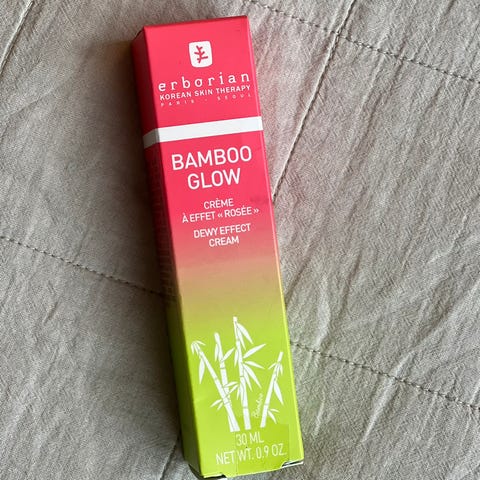 erborian
KOREAN SKIN THERAPY
PARIS SEOUL
BAMBOO
GLOW
CRÈME
À EFFET « ROSÉE »
DEWY EFFECT
CREAM
Bamboo
30 ML
NET WT. 0.9 OZ.